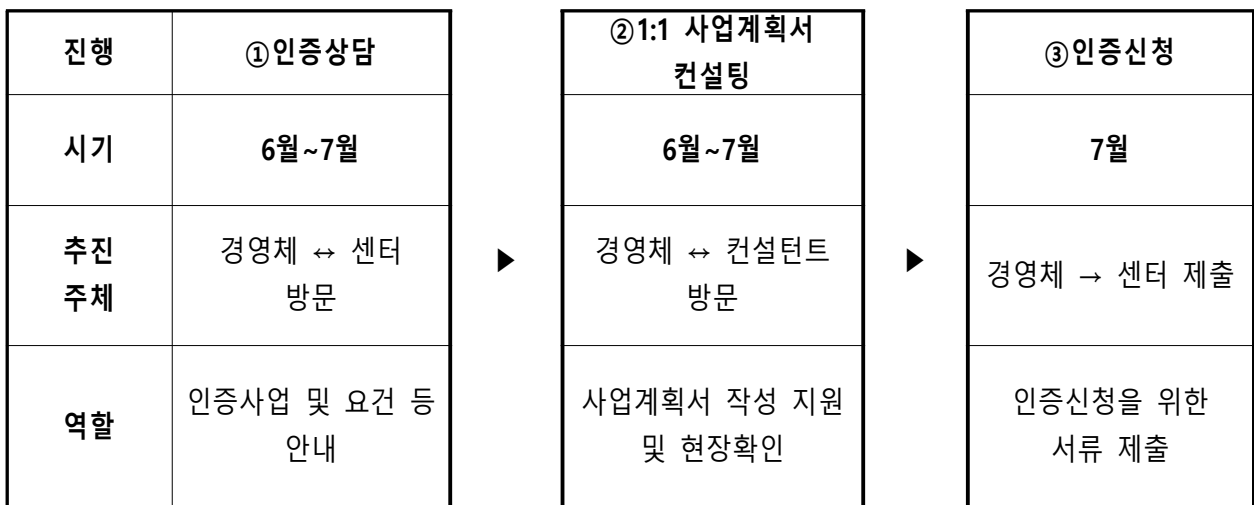 진행
①인증상담
②1:1 사업계획서
컨설팅
③인증신청
시기
6월~7월
6월~7월
7월
추진
주체
경영체 ↔ 센터
방문
▶
경영체 ↔ 컨설턴트
방문
▶
경영체 → 센터 제출
역할
인증사업 및 요건 등
안내
사업계획서 작성 지원
및 현장확인
인증신청을 위한
서류 제출